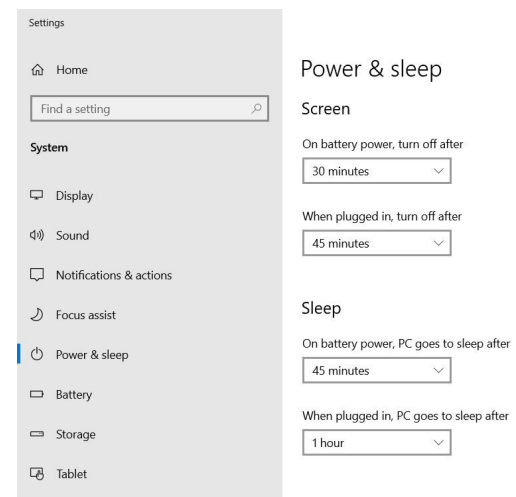 Settings
Home
Find a setting
System
Display
Sound
Notifications & actions
Focus assist
Power & sleep
Battery
Storage
Tablet
Power & sleep
Screen
On battery power, turn off after
30 minutes
When plugged in, turn off after
45 minutes
Sleep
On battery power, PC goes to sleep after
45 minutes
When plugged in, PC goes to sleep after
1 hour